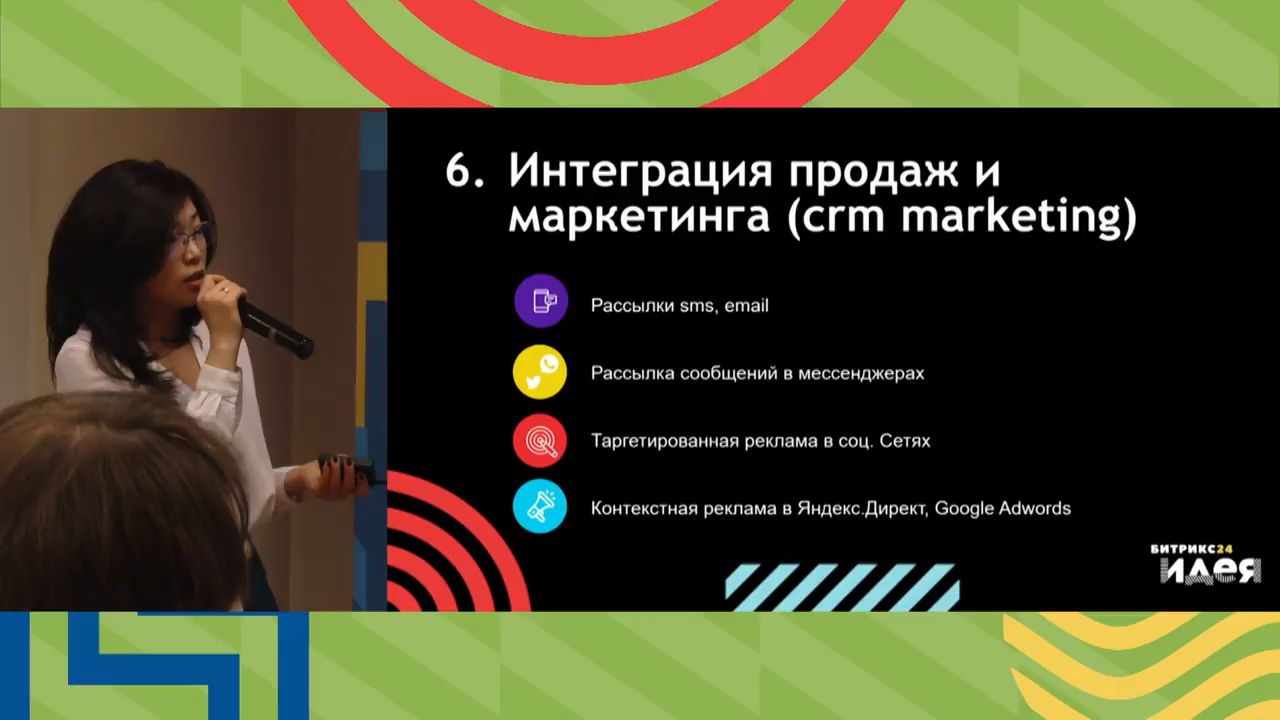 6. Интеграция продаж и
маркетинга (crm marketing)
Рассылки sms, email
Рассылка сообщений в мессенджерах
Таргетированная реклама в соц. Сетях
Контекстная реклама в Яндекс.Директ, Google Adwords
БИТРИКС24
идея